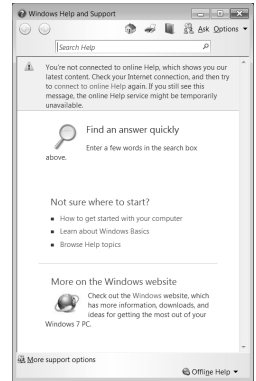 Windows Help and Support
Ask Options
Search Help
You're not connected to online Help, which shows you our
latest content. Check your Internet connection, and then try
to connect to online Help again. If you still see this
message, the online Help service might be temporarily
unavailable.
Find an answer quickly
Enter a few words in the search box
above.
Not sure where to start?
How to get started with your computer
Learn about Windows Basics
Browse Help topics
More on the Windows website
Check out the Windows website, which
has more information, downloads, and
ideas for getting the most out of your
Windows 7 PC.
More support options
Offline Help